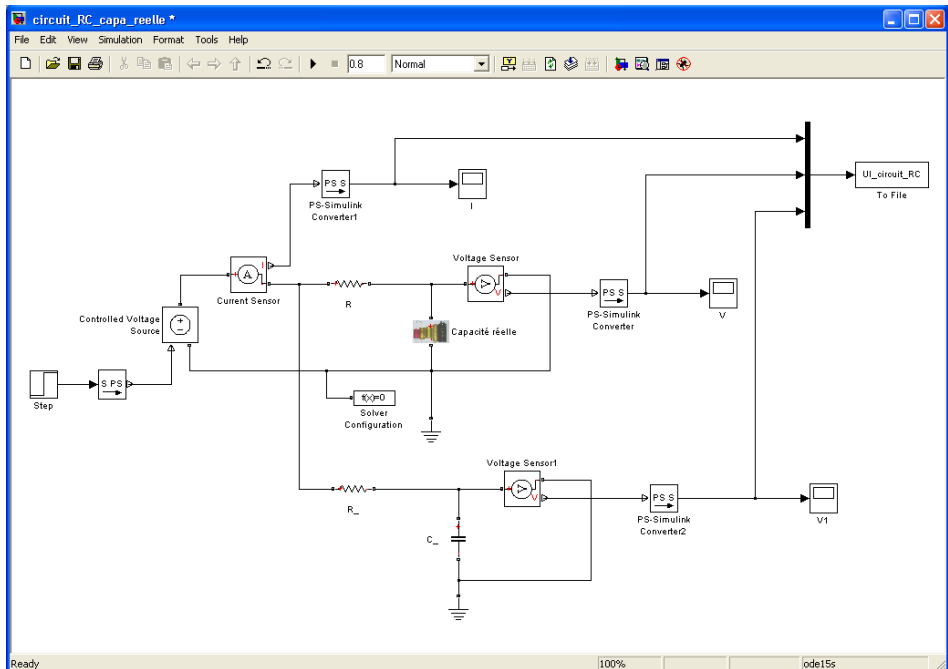 circuit_RC_capa_reelle *
File Edit View Simulation Format Tools Help
0.8 Normal
PS S
PS-Simulink
Converter1
I
UI_circuit_RC
To File
A
I
Current Sensor
R
Voltage Sensor
V
PS S
PS-Simulink
Converter
V
Controlled Voltage
Source
Capacité réelle
Step
S PS
f(x)=0
Solver
Configuration
R_
Voltage Sensor1
V
PS S
PS-Simulink
Converter2
V1
C_
Ready 100% ode15s